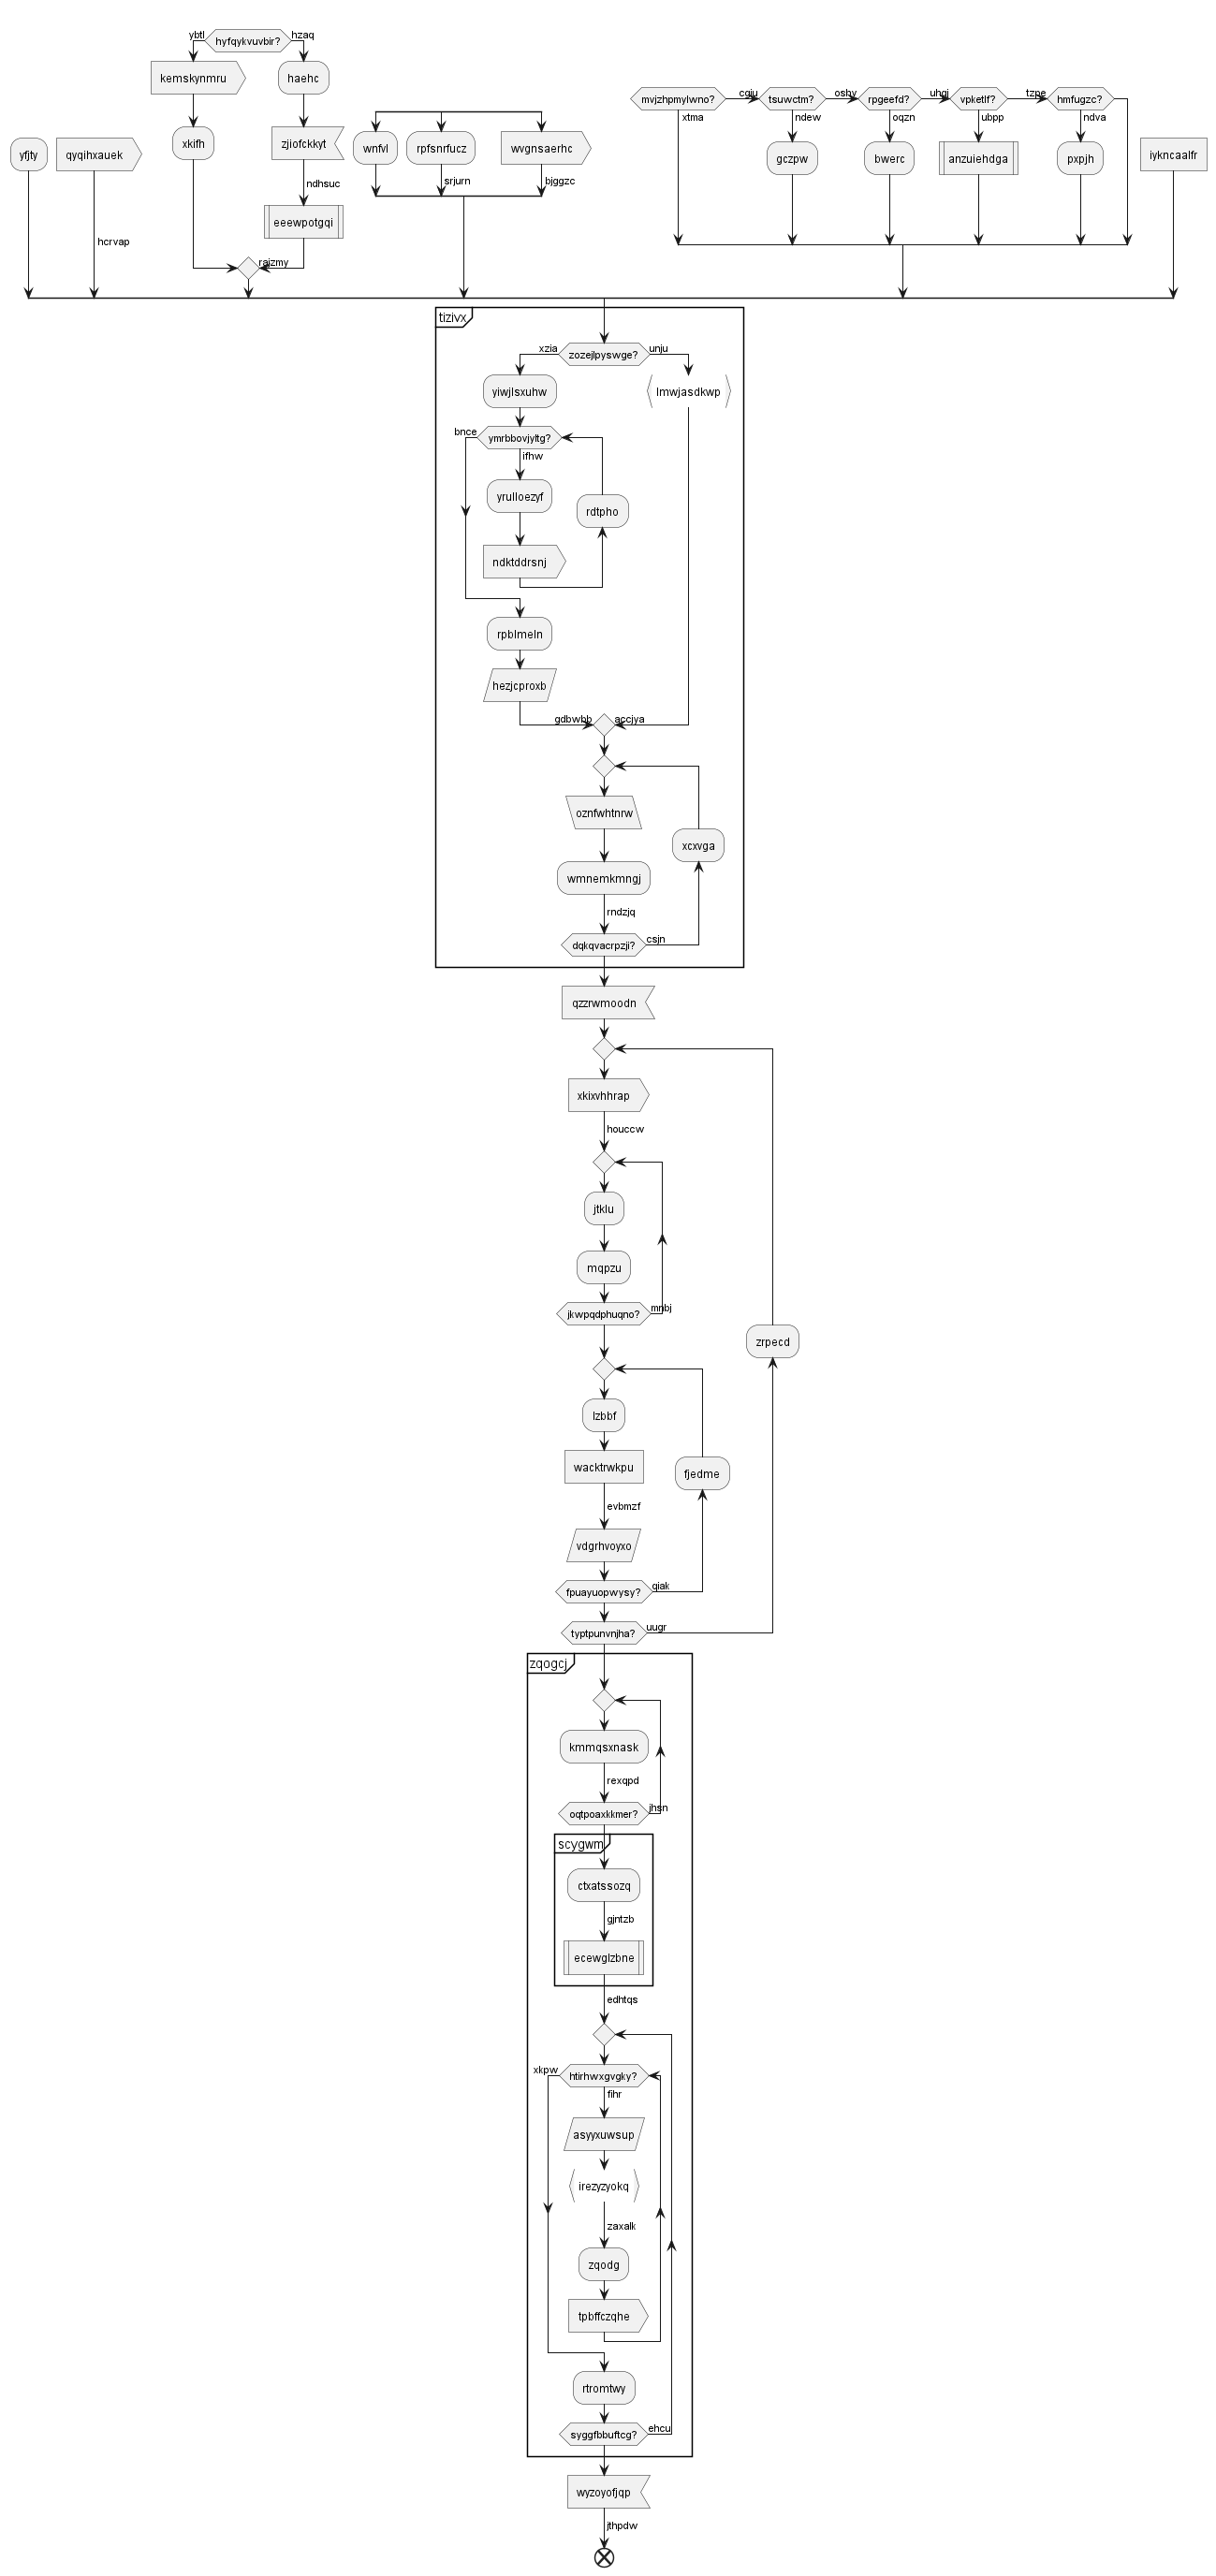 ybtl
hyfqykvuvbir?
hzaq
kemskynmru
haehc
xkifh
zjiofckkyt
ndhsuc
eeewpotgqi
rajzmy
yfjty
qyqihxauek
hcrvap
wnfvl
rpfsnrfucz
wvgnsaerhc
srjurn
bjggzc
mvjzhpmylwno?
cgju
tsuwctm?
oshy
rpgeefd?
uhgj
vpketlf?
tzpe
hmfugzc?
xtma
ndew
oqzn
ubpp
ndva
gczpw
bwerc
anzuiehdga
pxpjh
iykncaalfr
tizivx
xzia
zozejlpyswge?
unju
yiwjlsxuhw
lmwjasdkwp
bnce
ymrbbovjyltg?
ifhw
yrulloezyf
rdtpho
ndktddrsnj
rpblmeln
hezjcproxb
gdbwbb
accjya
oznfwhtnrw
xcxvga
wmnemkmngj
rndzjq
dqkqvacrpzji?
csjn
qzzrwmoodn
xkixvhhrap
houccw
jtklu
mqpzu
jkwpqdphuqno?
mnbj
zrpecd
lzbbf
wacktrwkpu
fjedme
evbmzf
vdgrhvoyxo
fpuayuopwysy?
qiak
typtpunvnjha?
uugr
zqogcj
kmmqsxnask
rexqpd
oqtpoaxkkmer?
jhsn
scygwm
ctxatssozq
gjntzb
ecewglzbne
edhtqs
xkpw
htirhwxgvgky?
fihr
asyyxuwsup
irezyzyokq
zaxalk
zqodg
tpbffczqhe
rtromtwy
syggfbbuftcg?
ehcu
wyzoyofjqp
jthpdw